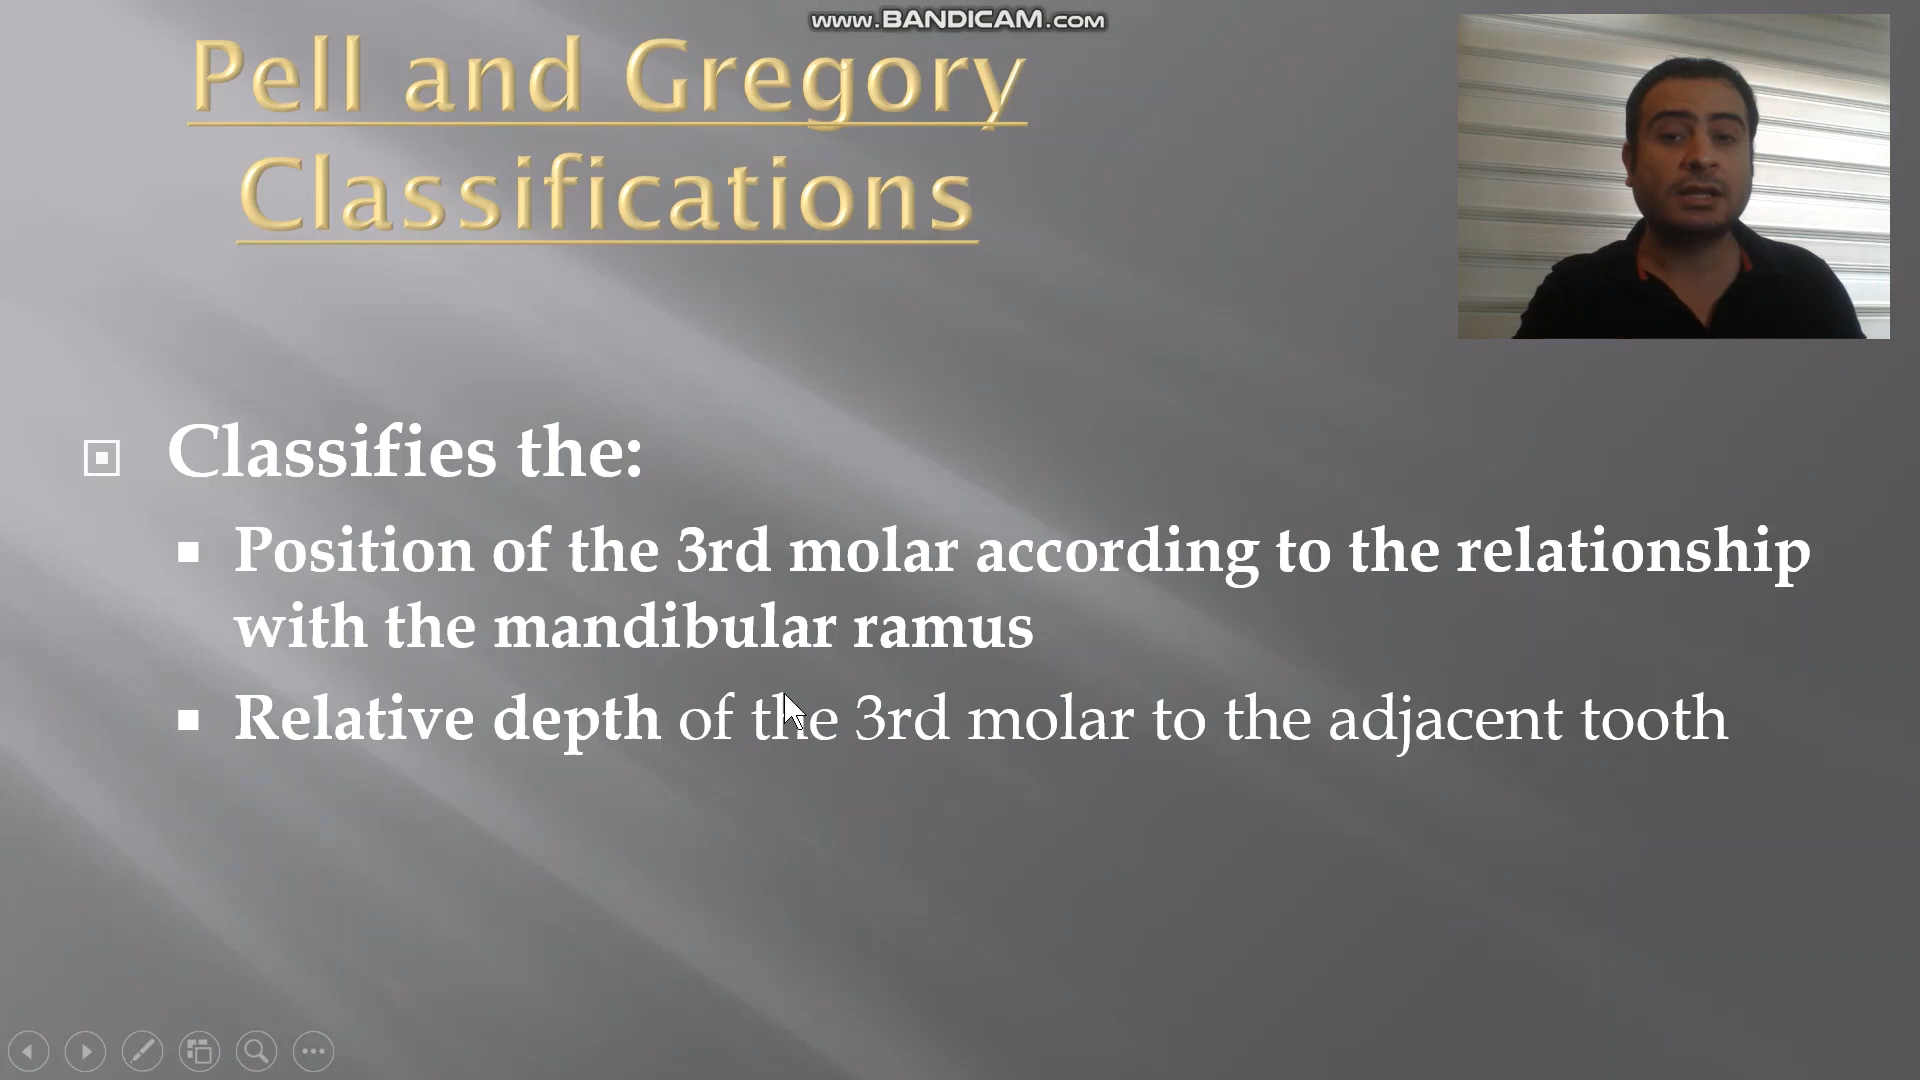 www.BANDICAM.com
Pell and Gregory
Classifications
Classifies the:
Position of the 3rd molar according to the relationship
with the mandibular ramus
Relative depth of the 3rd molar to the adjacent tooth